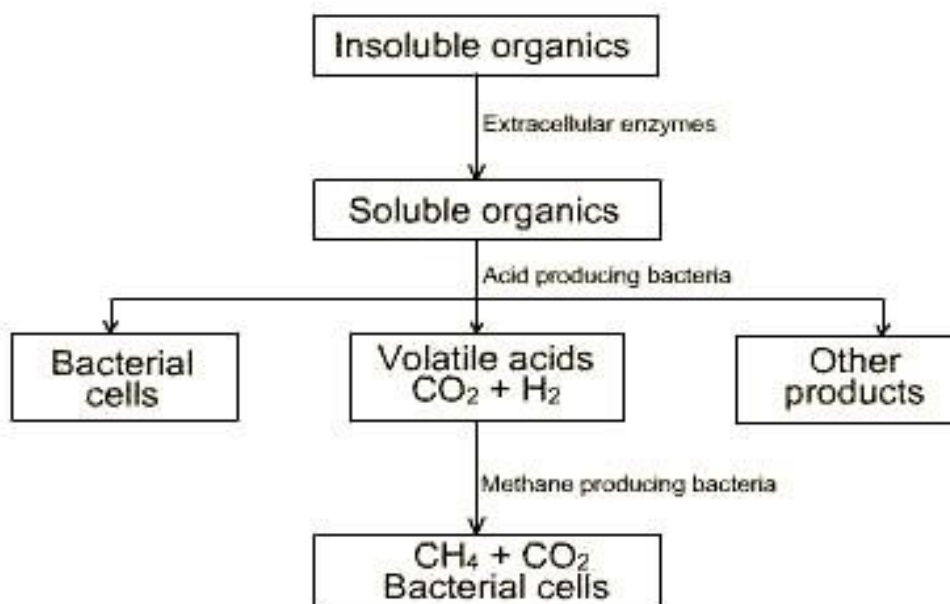 Insoluble organics
Extracellular enzymes
Soluble organics
Acid producing bacteria
Bacterial
cells
Volatile acids
CO₂ + H₂
Other
products
Methane producing bacteria
CH₄ + CO₂
Bacterial cells